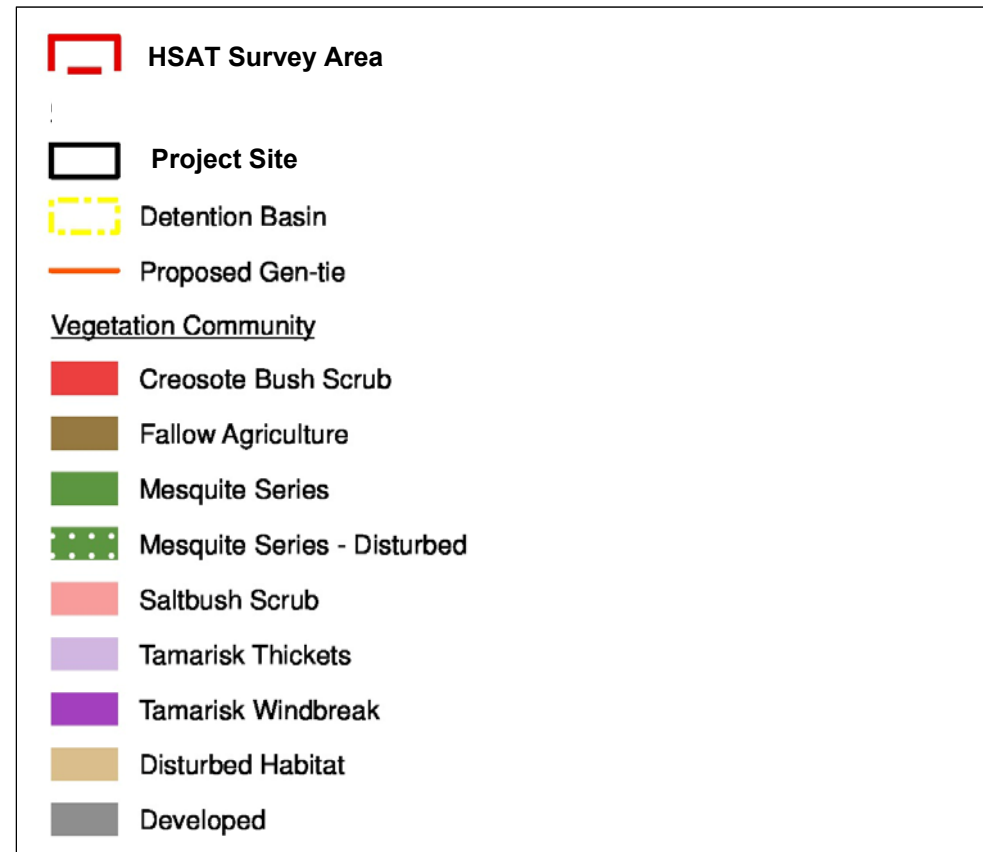 HSAT Survey Area
Project Site
Detention Basin
Proposed Gen-tie
Vegetation Community
Creosote Bush Scrub
Fallow Agriculture
Mesquite Series
Mesquite Series - Disturbed
Saltbush Scrub
Tamarisk Thickets
Tamarisk Windbreak
Disturbed Habitat
Developed